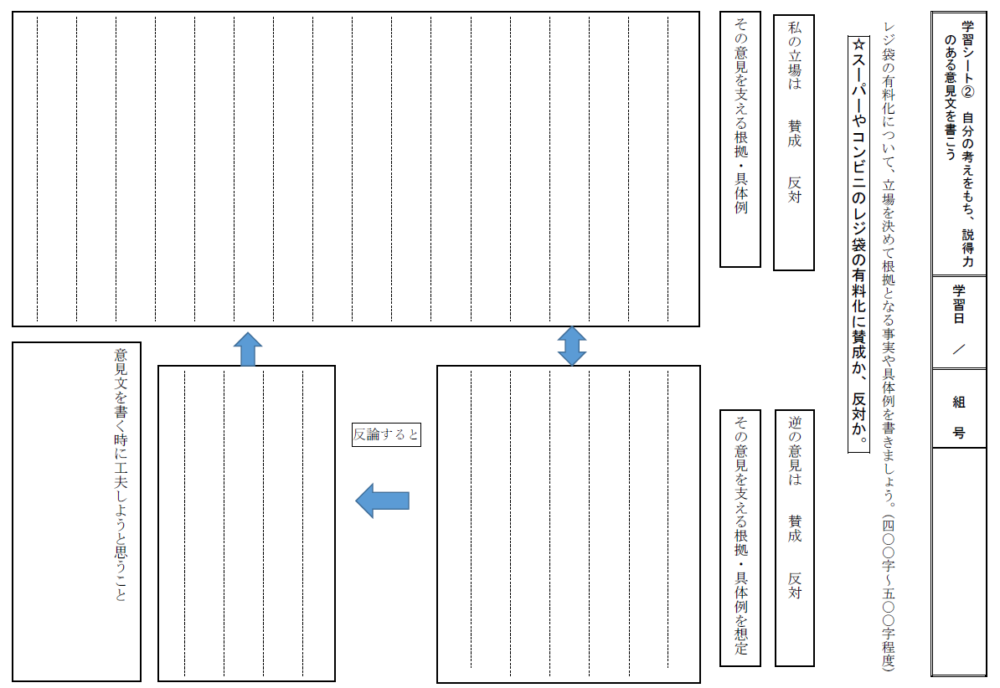 学習シート② 自分の考えをもち、説得力
のある意見文を書こう
学習日 ／
組 号
レジ袋の有料化について、立場を決めて根拠となる事実や具体例を書きましょう。（四〇〇字～五〇〇字程度）
☆スーパーやコンビニのレジ袋の有料化に賛成か、反対か。
私の立場は 賛成 反対
その意見を支える根拠・具体例
逆の意見は 賛成 反対
その意見を支える根拠・具体例を想定
反論すると
意見文を書く時に工夫しようと思うこと